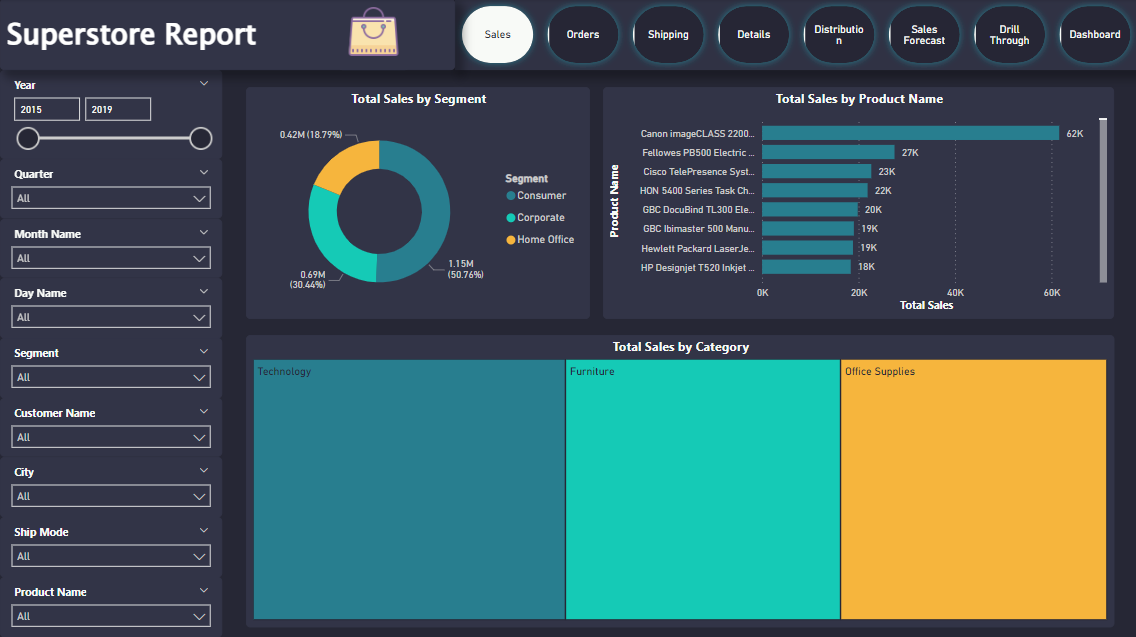 Superstore Report
Sales
Orders
Shipping
Details
Distributio
n
Sales
Forecast
Drill
Through
Dashboard
Year
2015
2019
Quarter
All
Month Name
All
Day Name
All
Segment
All
Customer Name
All
City
All
Ship Mode
All
Product Name
All
Total Sales by Segment
0.42M (18.79%)
0.69M
(30.44%)
1.15M
(50.76%)
Segment
Consumer
Corporate
Home Office
Total Sales by Product Name
Product Name
Canon imageCLASS 2200... 62K
Fellowes PB500 Electric ... 27K
Cisco TelePresence Syst... 23K
HON 5400 Series Task Ch... 22K
GBC DocuBind TL300 Ele... 20K
GBC Ibimaster 500 Manu... 19K
Hewlett Packard LaserJe... 19K
HP Designjet T520 Inkjet ... 18K
0K 20K 40K 60K
Total Sales
Total Sales by Category
Technology
Furniture
Office Supplies